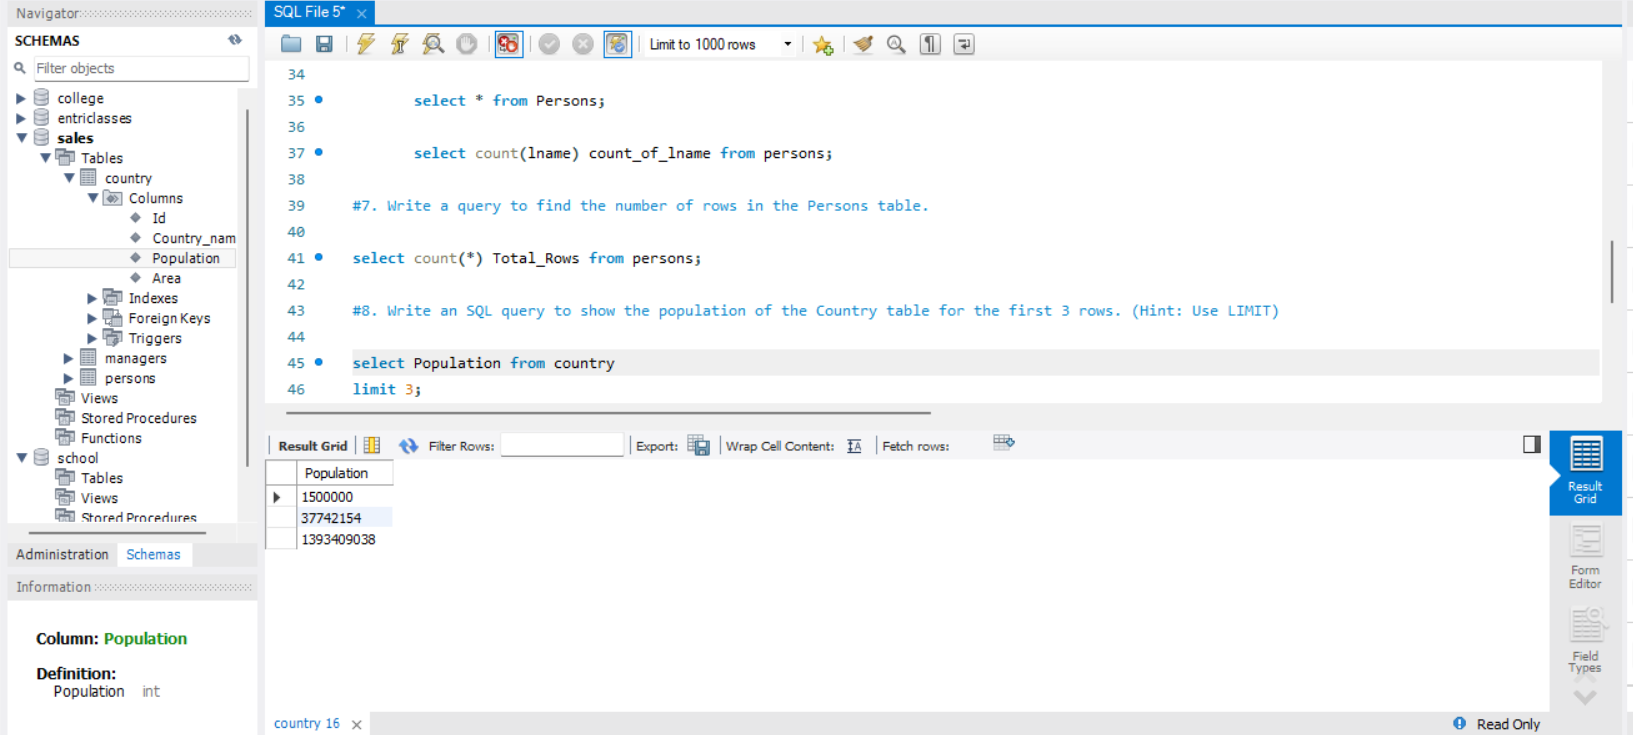 Navigator
SCHEMAS
Filter objects
college
entriclasses
sales
Tables
country
Columns
Id
Country_nam
Population
Area
Indexes
Foreign Keys
Triggers
managers
persons
Views
Stored Procedures
Functions
school
Tables
Views
Stored Procedures
Administration Schemas
Information
Column: Population
Definition:
Population int
SQL File 5*
Limit to 1000 rows
34
35 select * from Persons;
36
37 select count(lname) count_of_lname from persons;
38
39 #7. Write a query to find the number of rows in the Persons table.
40
41 select count(*) Total_Rows from persons;
42
43 #8. Write an SQL query to show the population of the Country table for the first 3 rows. (Hint: Use LIMIT)
44
45 select Population from country
46 limit 3;
Result Grid Filter Rows: Export: Wrap Cell Content: Fetch rows:
Population
1500000
37742154
1393409038
Result
Grid
Form
Editor
Field
Types
country 16
Read Only